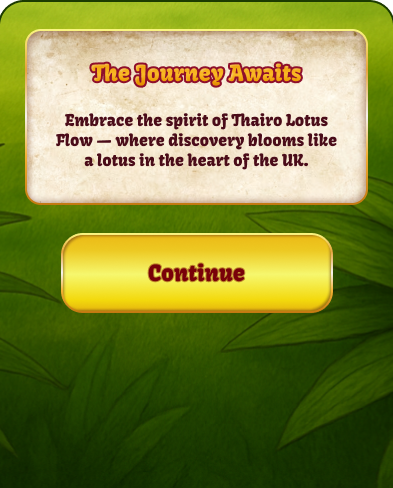 The Journey Awaits
Embrace the spirit of Thairo Lotus
Flow — where discovery blooms like
a lotus in the heart of the UK.
Continue